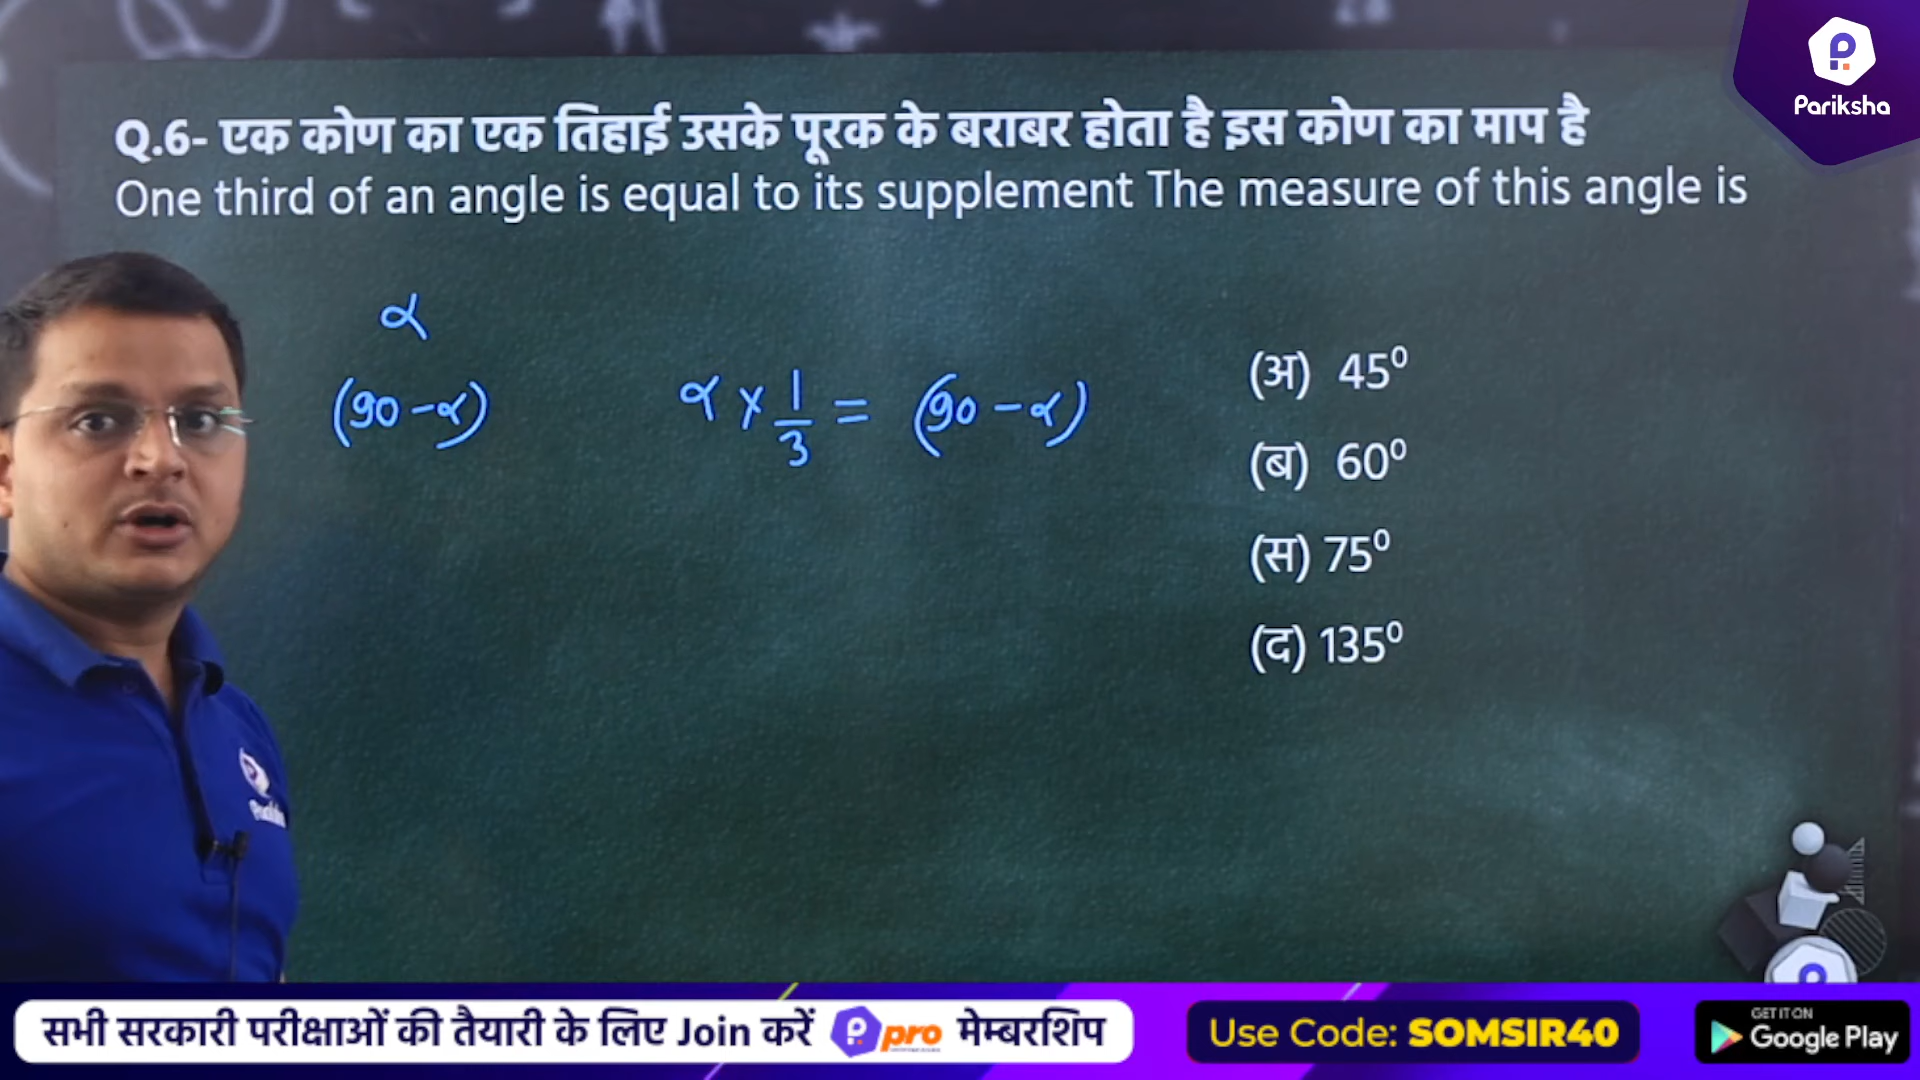 Pariksha
Q.6- एक कोण का एक तिहाई उसके पूरक के बराबर होता है इस कोण का माप है
One third of an angle is equal to its supplement The measure of this angle is
α
(90-α)
α × 1/3 = (90-α)
(अ) 45⁰
(ब) 60⁰
(स) 75⁰
(द) 135⁰
सभी सरकारी परीक्षाओं की तैयारी के लिए Join करें pro मेम्बरशिप
Use Code: SOMSIR40
GET IT ON
Google Play